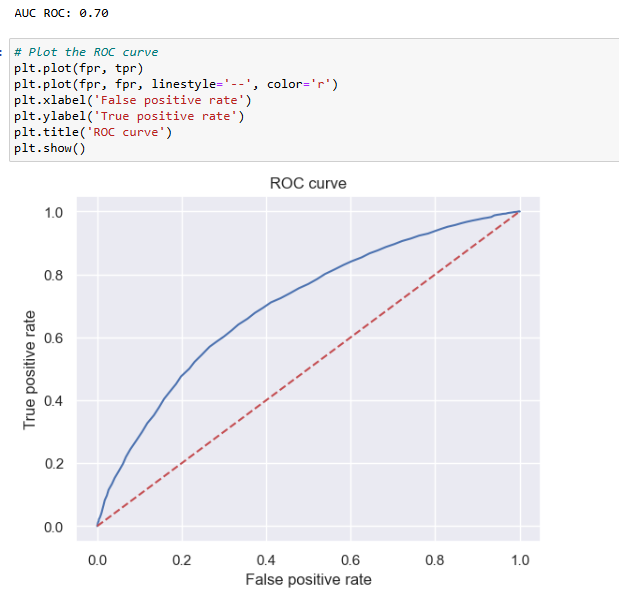 AUC ROC: 0.70
:
# Plot the ROC curve
plt.plot(fpr, tpr)
plt.plot(fpr, fpr, linestyle='--', color='r')
plt.xlabel('False positive rate')
plt.ylabel('True positive rate')
plt.title('ROC curve')
plt.show()
ROC curve
1.0
0.8
0.6
0.4
0.2
0.0
True positive rate
0.0 0.2 0.4 0.6 0.8 1.0
False positive rate